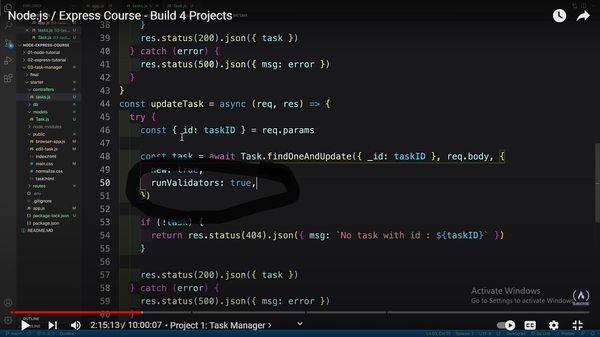 Node.js / Express Course - Build 4 Projects
app.js
tasks.js
Task.js
NODE-EXPRESS-COURSE
01-node-tutorial
02-express-tutorial
03-task-manager
final
starter
controllers
tasks.js
db
models
Task.js
node_modules
public
browser-app.js
edit-task.js
index.html
main.css
normalize.css
task.html
routes
.env
.gitignore
app.js
package-lock.json
package.json
README.MD
OUTLINE
38 }
39 res.status(200).json({ task })
40 } catch (error) {
41 res.status(500).json({ msg: error })
42 }
43 }
44 const updateTask = async (req, res) => {
45 try {
46 const { id: taskID } = req.params
47
48 const task = await Task.findOneAndUpdate({ _id: taskID }, req.body, {
49 new: true,
50 runValidators: true,
51 })
52
53 if (!task) {
54 return res.status(404).json({ msg: `No task with id : ${taskID}` })
55 }
56
57 res.status(200).json({ task })
58 } catch (error) {
59 res.status(500).json({ msg: error })
60 }
Activate Windows
Go to Settings to activate Windows.
2:15:13 / 10:00:07 • Project 1: Task Manager >